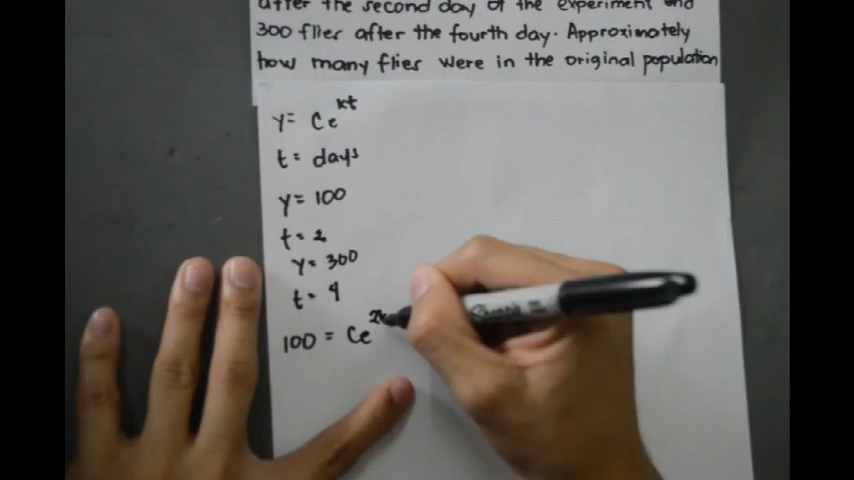 after the second day of the experiment and
300 flies after the fourth day. Approximately
how many flies were in the original population
y= Ce^kt
t= days
y= 100
t= 2
y= 300
t= 4
100 = Ce^2k
Sharpie